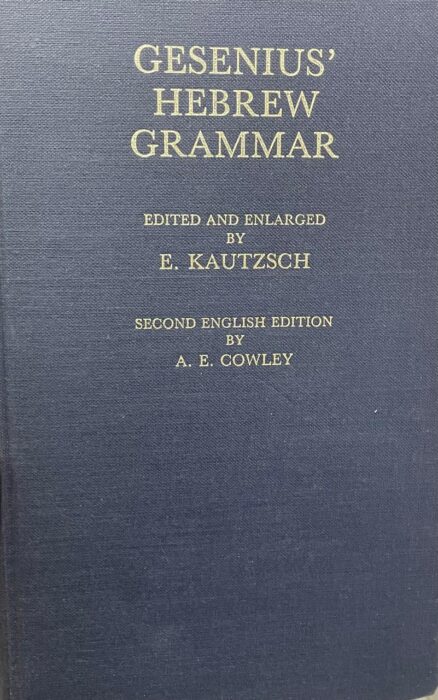 GESENIUS'
HEBREW
GRAMMAR
EDITED AND ENLARGED
BY
E. KAUTZSCH
SECOND ENGLISH EDITION
BY
A. E. COWLEY